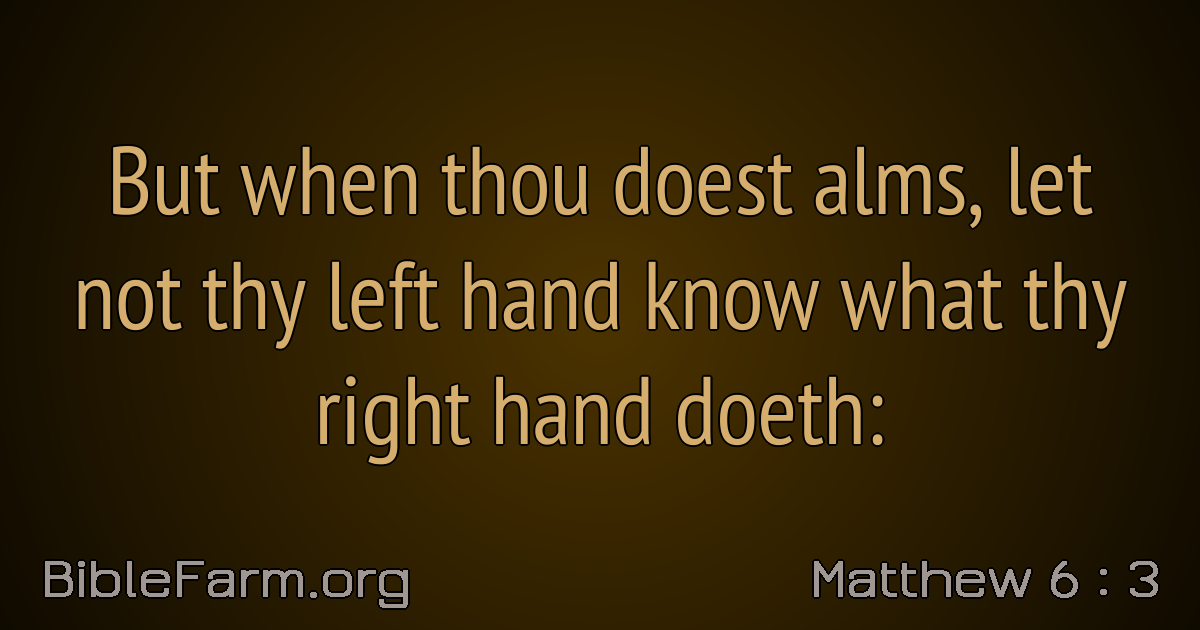 But when thou doest alms, let
not thy left hand know what thy
right hand doeth:
BibleFarm.org
Matthew 6 : 3